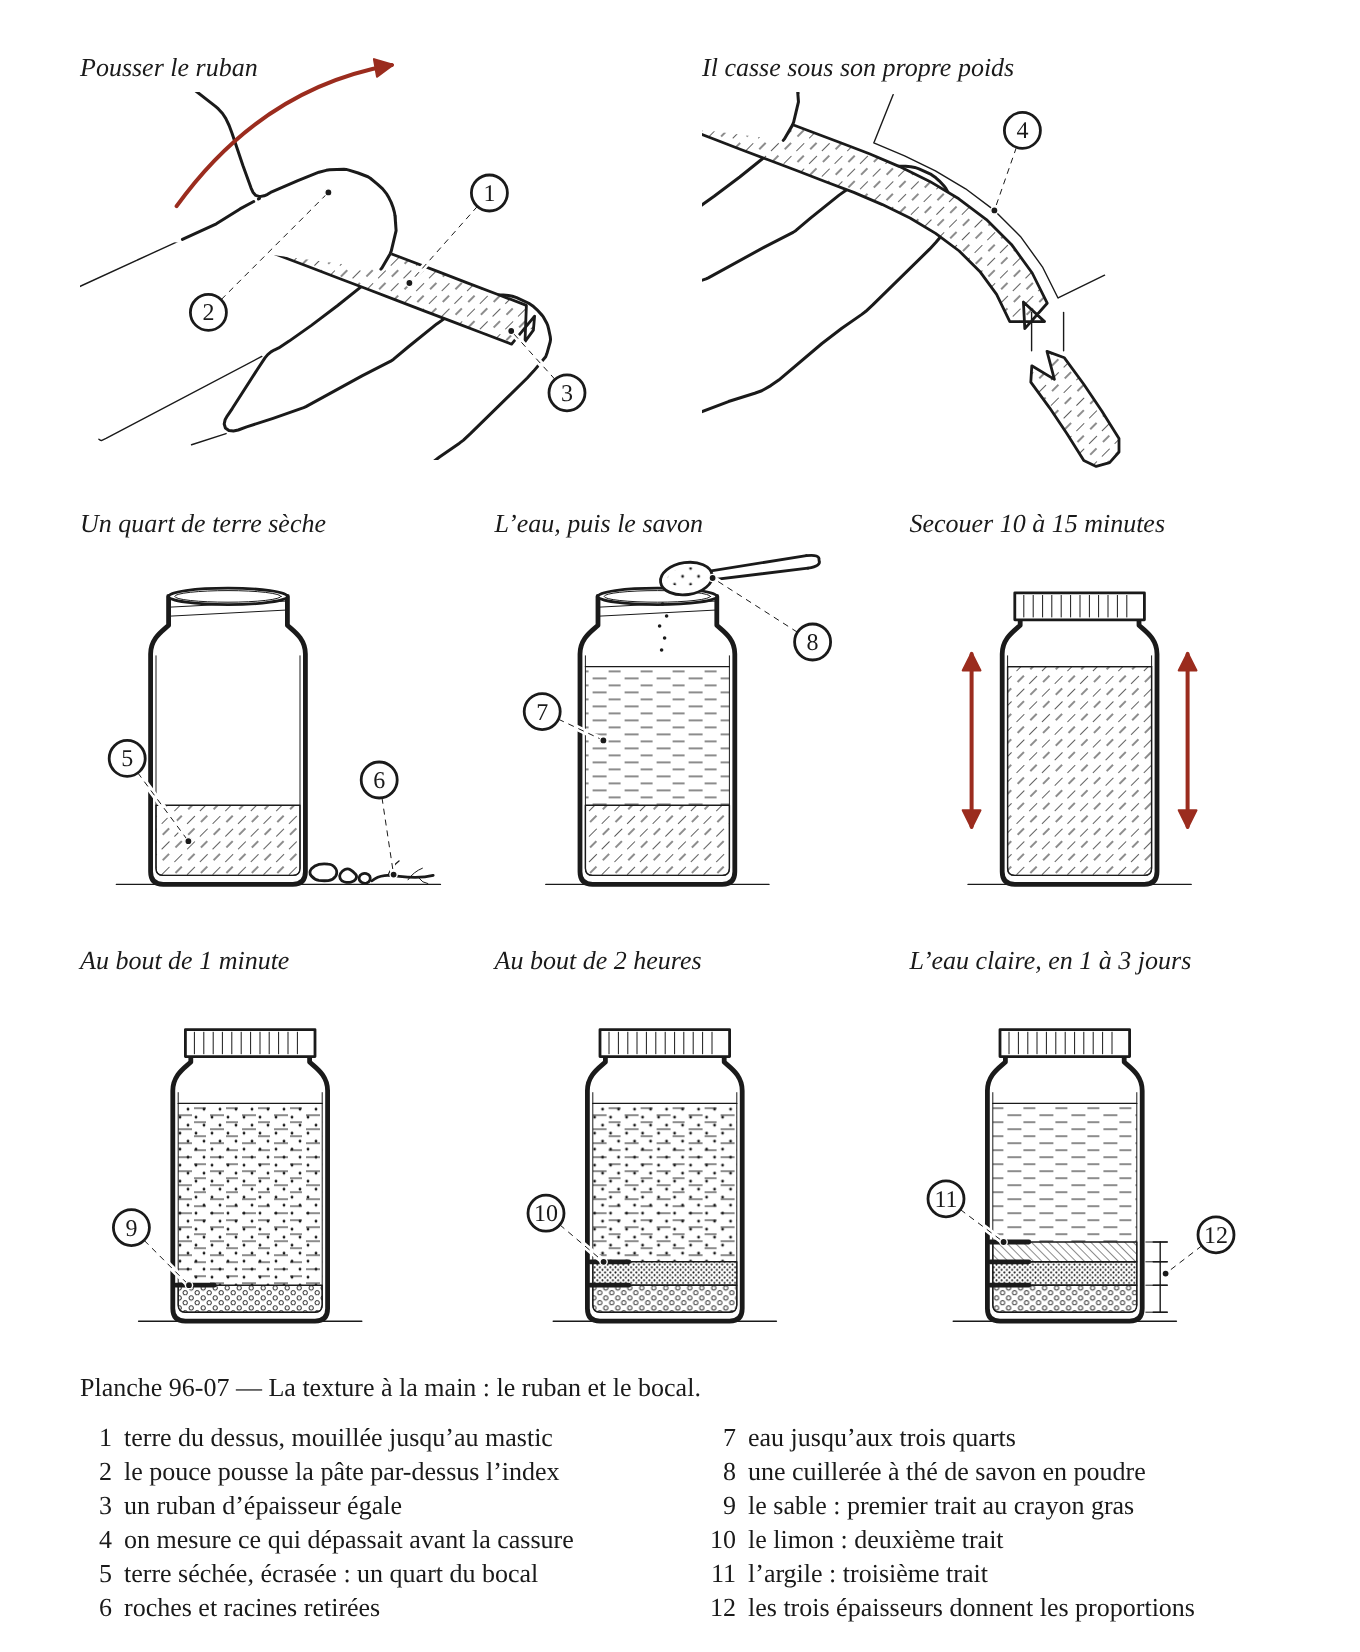 Pousser le ruban
Il casse sous son propre poids
1
2
3
4
Un quart de terre sèche
L’eau, puis le savon
Secouer 10 à 15 minutes
5
6
7
8
Au bout de 1 minute
Au bout de 2 heures
L’eau claire, en 1 à 3 jours
9
10
11
12
Planche 96-07 — La texture à la main : le ruban et le bocal.
1 terre du dessus, mouillée jusqu’au mastic
2 le pouce pousse la pâte par-dessus l’index
3 un ruban d’épaisseur égale
4 on mesure ce qui dépassait avant la cassure
5 terre séchée, écrasée : un quart du bocal
6 roches et racines retirées
7 eau jusqu’aux trois quarts
8 une cuillerée à thé de savon en poudre
9 le sable : premier trait au crayon gras
10 le limon : deuxième trait
11 l’argile : troisième trait
12 les trois épaisseurs donnent les proportions